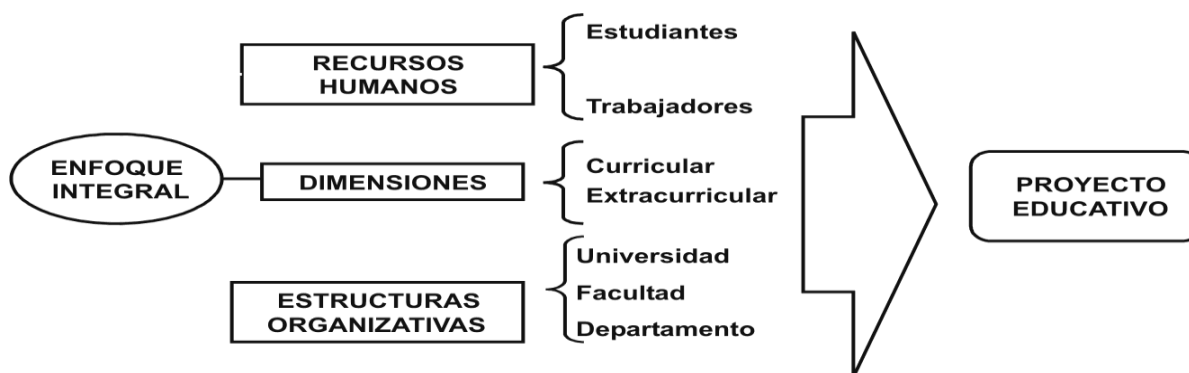 RECURSOS
HUMANOS
Estudiantes
Trabajadores
ENFOQUE
INTEGRAL
DIMENSIONES
Curricular
Extracurricular
ESTRUCTURAS
ORGANIZATIVAS
Universidad
Facultad
Departamento
PROYECTO
EDUCATIVO